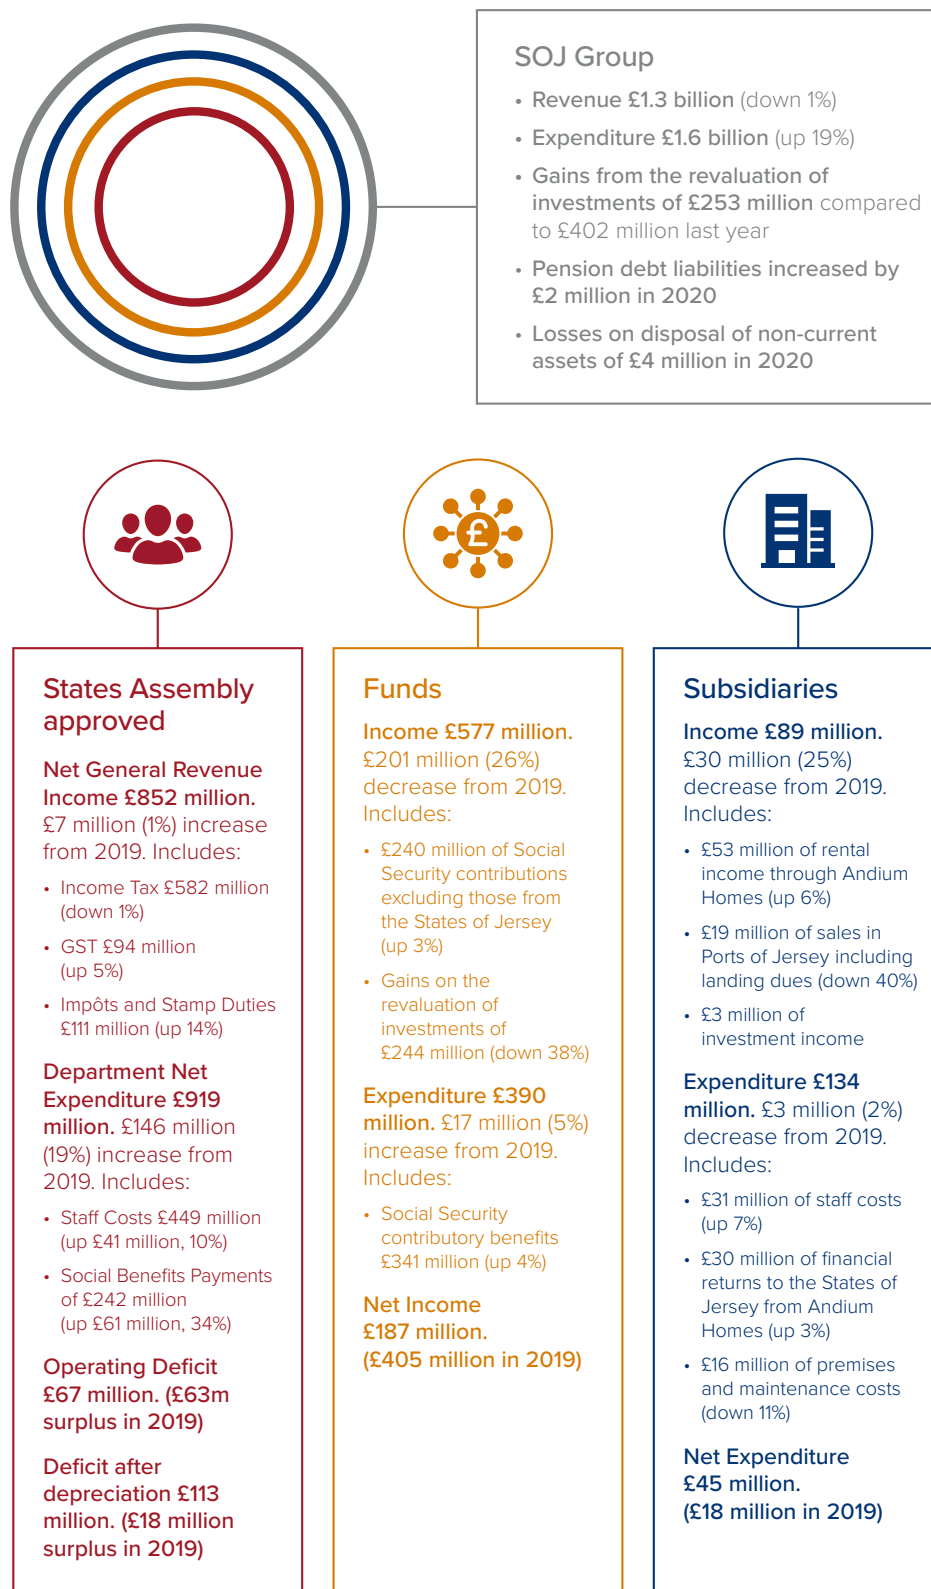 SOJ Group
• Revenue £1.3 billion (down 1%)
• Expenditure £1.6 billion (up 19%)
• Gains from the revaluation of
investments of £253 million compared
to £402 million last year
• Pension debt liabilities increased by
£2 million in 2020
• Losses on disposal of non-current
assets of £4 million in 2020
£
States Assembly
approved
Net General Revenue
Income £852 million.
£7 million (1%) increase
from 2019. Includes:
• Income Tax £582 million
(down 1%)
• GST £94 million
(up 5%)
• Impôts and Stamp Duties
£111 million (up 14%)
Department Net
Expenditure £919
million. £146 million
(19%) increase from
2019. Includes:
• Staff Costs £449 million
(up £41 million, 10%)
• Social Benefits Payments
of £242 million
(up £61 million, 34%)
Operating Deficit
£67 million. (£63m
surplus in 2019)
Deficit after
depreciation £113
million. (£18 million
surplus in 2019)
Funds
Income £577 million.
£201 million (26%)
decrease from 2019.
Includes:
• £240 million of Social
Security contributions
excluding those from
the States of Jersey
(up 3%)
• Gains on the
revaluation of
investments of
£244 million (down 38%)
Expenditure £390
million. £17 million (5%)
increase from 2019.
Includes:
• Social Security
contributory benefits
£341 million (up 4%)
Net Income
£187 million.
(£405 million in 2019)
Subsidiaries
Income £89 million.
£30 million (25%)
decrease from 2019.
Includes:
• £53 million of rental
income through Andium
Homes (up 6%)
• £19 million of sales in
Ports of Jersey including
landing dues (down 40%)
• £3 million of
investment income
Expenditure £134
million. £3 million (2%)
decrease from 2019.
Includes:
• £31 million of staff costs
(up 7%)
• £30 million of financial
returns to the States of
Jersey from Andium
Homes (up 3%)
• £16 million of premises
and maintenance costs
(down 11%)
Net Expenditure
£45 million.
(£18 million in 2019)